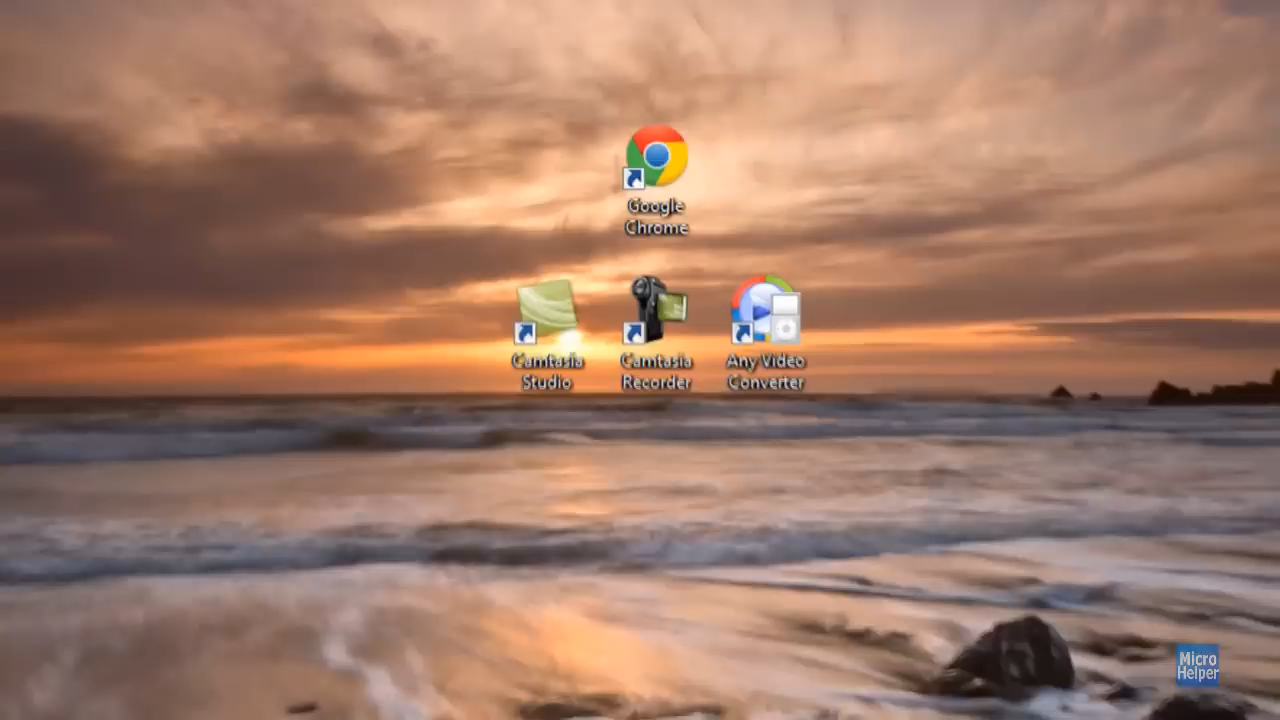 Google
Chrome
Camtasia
Studio
Camtasia
Recorder
Any Video
Converter
Micro
Helper